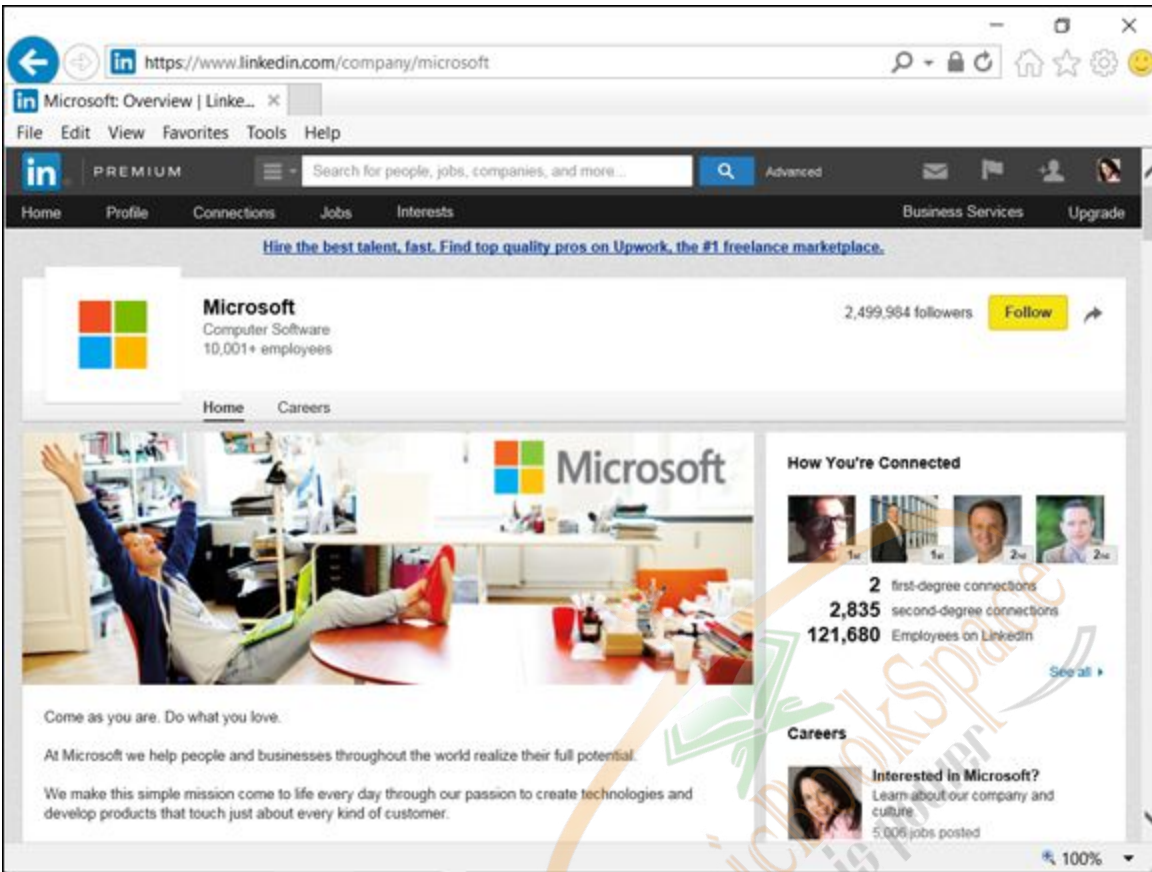 https://www.linkedin.com/company/microsoft
in Microsoft: Overview | Linke...
File Edit View Favorites Tools Help
in PREMIUM Search for people, jobs, companies, and more... Advanced
Home Profile Connections Jobs Interests Business Services Upgrade
Hire the best talent, fast. Find top quality pros on Upwork, the #1 freelance marketplace.
Microsoft
Computer Software
10,001+ employees
2,499,984 followers Follow
Home Careers
Microsoft
How You're Connected
1st 1st 2nd 2nd
2 first-degree connections
2,835 second-degree connections
121,680 Employees on LinkedIn
See all
Come as you are. Do what you love.
At Microsoft we help people and businesses throughout the world realize their full potential.
We make this simple mission come to life every day through our passion to create technologies and
develop products that touch just about every kind of customer.
Careers
Interested in Microsoft?
Learn about our company and
culture
5,006 jobs posted
100%